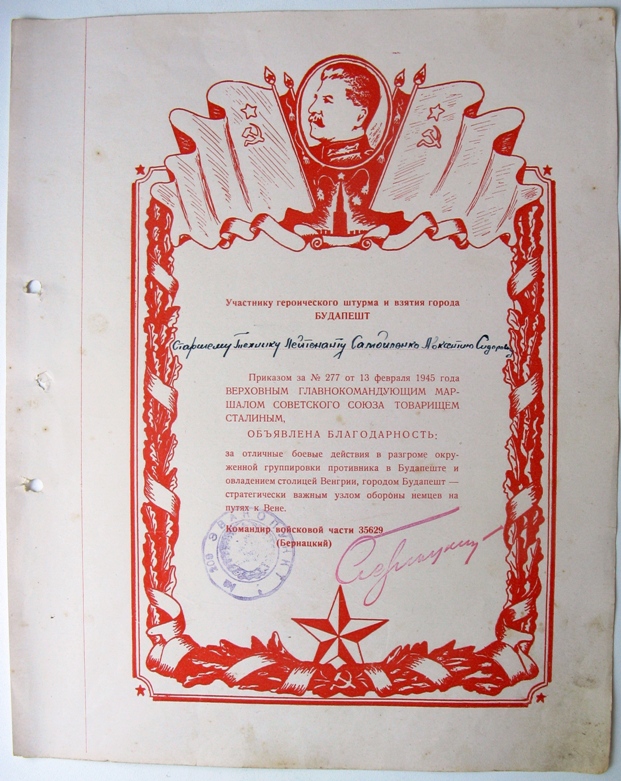 Участнику героического штурма и взятия города
БУДАПЕШТ
Старшему Технику Лейтенанту Самойленко
Приказом за № 277 от 13 февраля 1945 года
ВЕРХОВНЫМ ГЛАВНОКОМАНДУЮЩИМ МАР-
ШАЛОМ СОВЕТСКОГО СОЮЗА ТОВАРИЩЕМ
СТАЛИНЫМ,
ОБЪЯВЛЕНА БЛАГОДАРНОСТЬ:
за отличные боевые действия в разгроме окру-
женной группировки противника в Будапеште и
овладением столицей Венгрии, городом Будапешт —
стратегически важным узлом обороны немцев на
путях к Вене.
Командир войсковой части 35629
(Бернацкий)
ЭВАКОПУНКТ